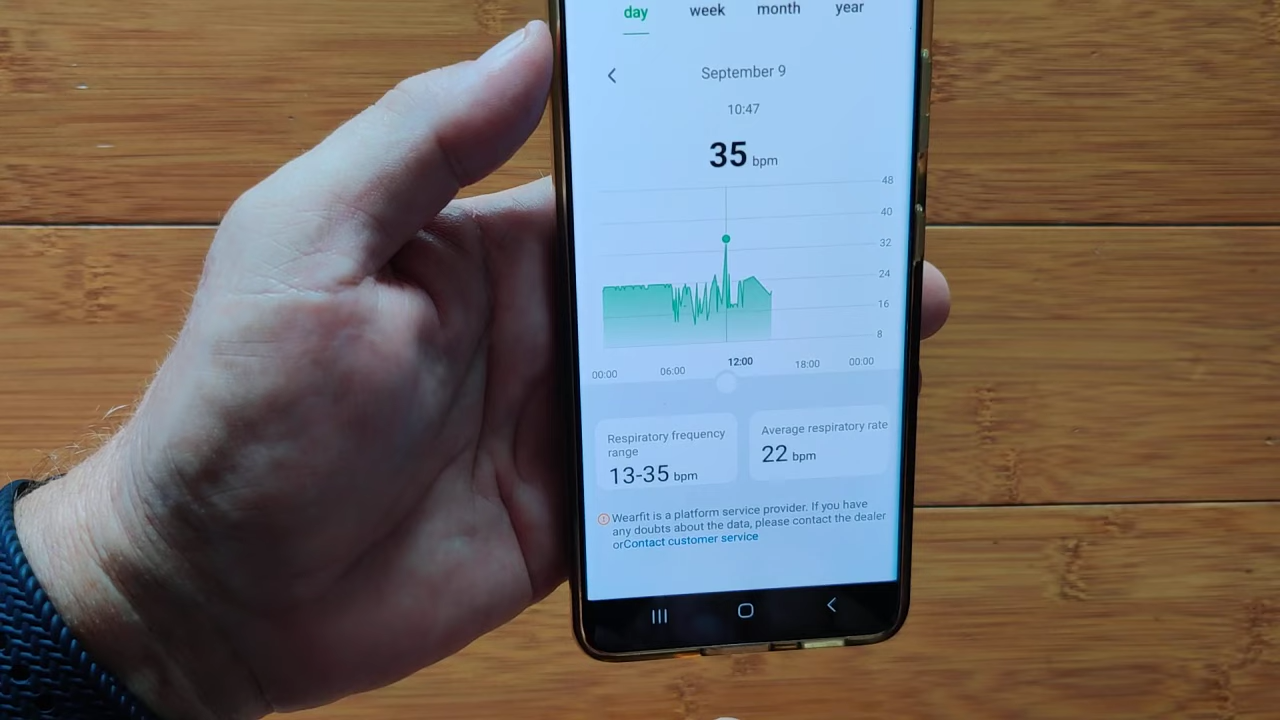 day week month year
September 9
10:47
35 bpm
48
40
32
24
16
8
00:00 06:00 12:00 18:00 00:00
Respiratory frequency
range
13-35 bpm
Average respiratory rate
22 bpm
Wearfit is a platform service provider. If you have
any doubts about the data, please contact the dealer
orContact customer service